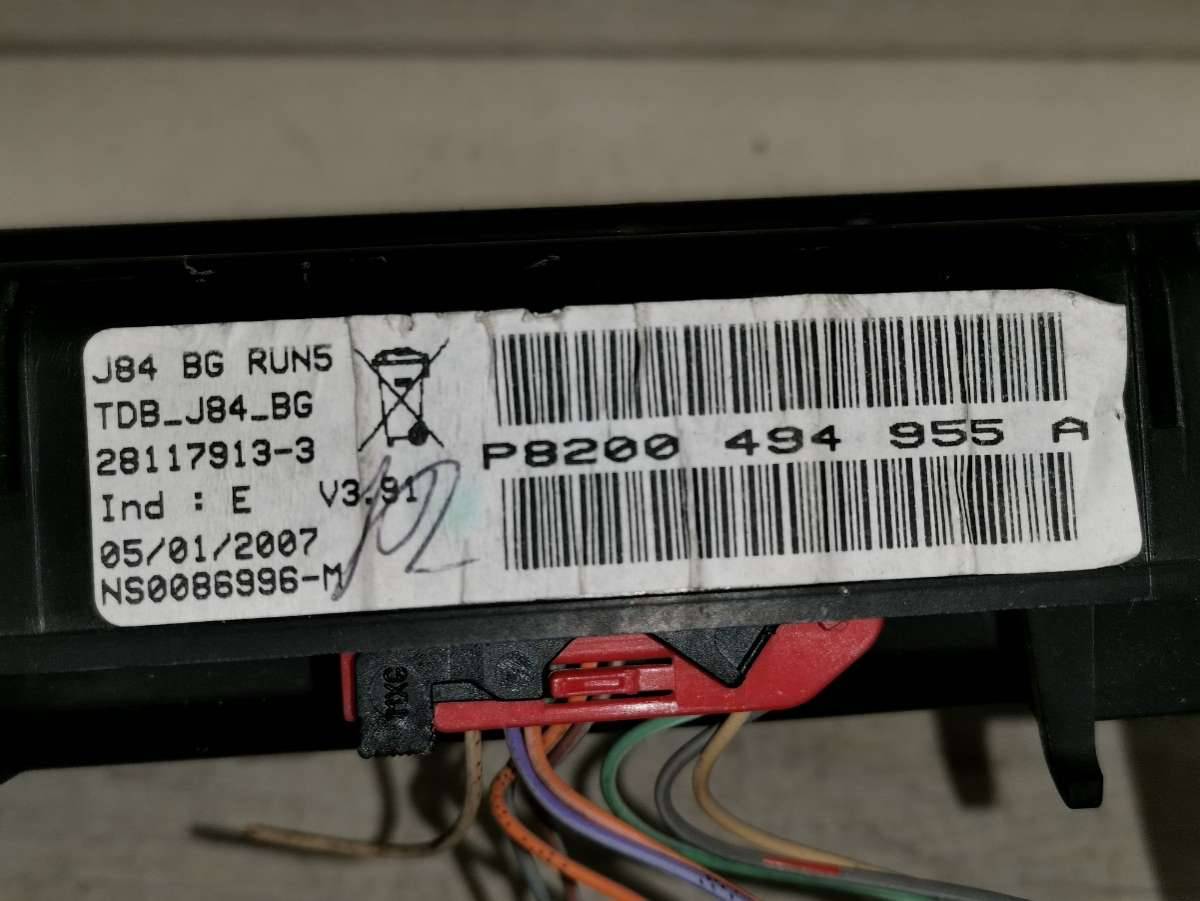 J84 BG RUN5
TDB_J84_BG
28117913-3
Ind : E V3.91
05/01/2007
NS0086996-M
P8200 494 955 A